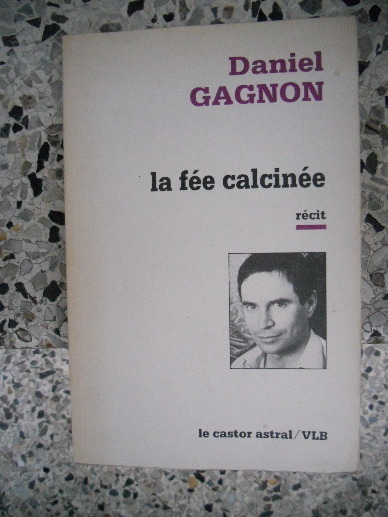 Daniel
GAGNON
la fée calcinée
récit
le castor astral/VLB